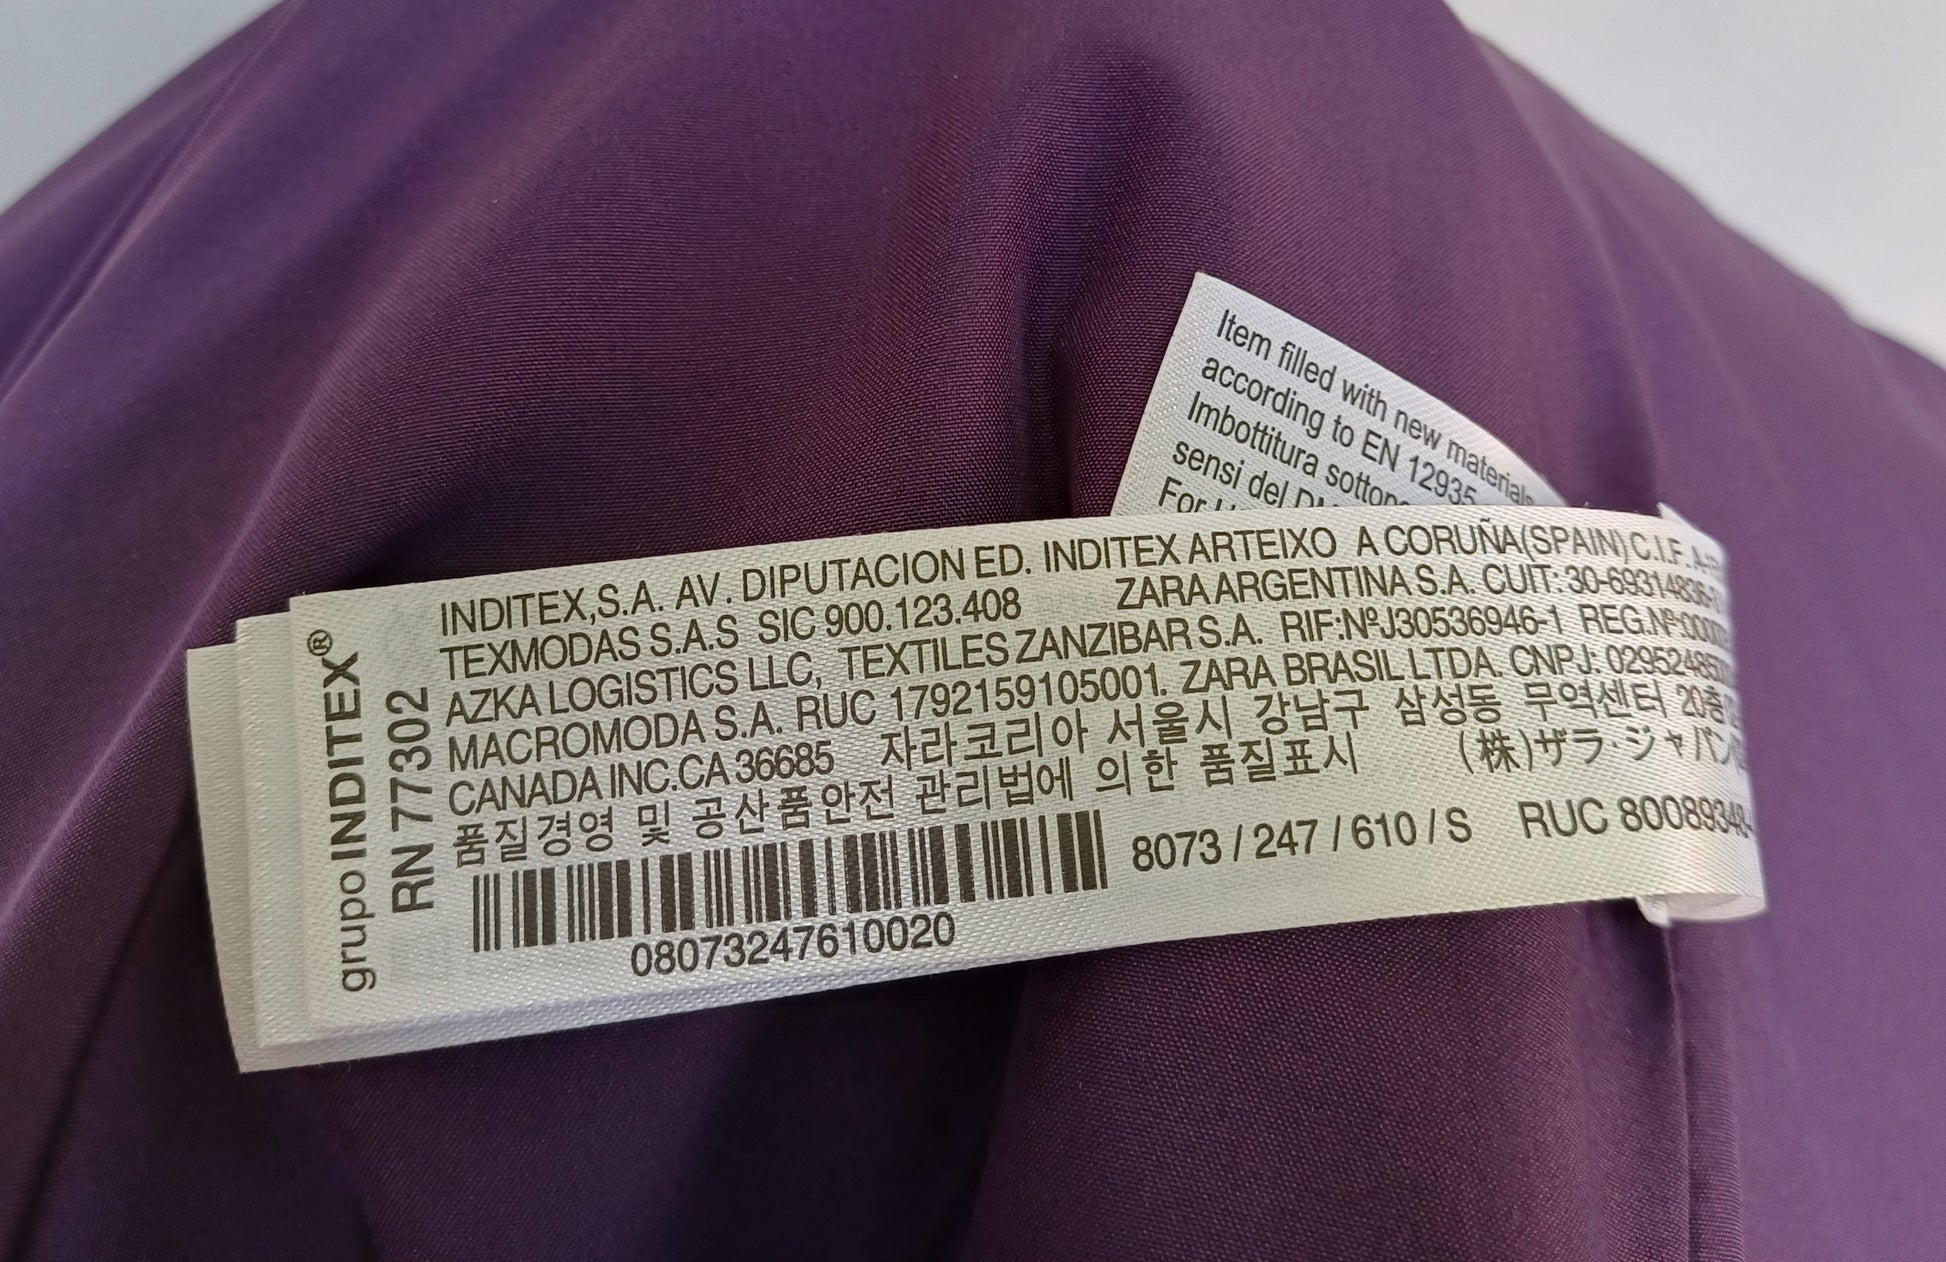 Item filled with new materials
according to EN 12935
Imbottitura
sensi del
For
grupo INDITEX®
RN 77302
INDITEX,S.A. AV. DIPUTACION ED. INDITEX ARTEIXO A CORUÑA(SPAIN) C.I.F.
TEXMODAS S.A.S SIC 900.123.408 ZARA ARGENTINA S.A. CUIT:
AZKA LOGISTICS LLC, TEXTILES ZANZIBAR S.A. RIF:NºJ30536946-1 REG.Nº:
MACROMODA S.A. RUC 1792159105001. ZARA BRASIL LTDA. CNPJ:
CANADA INC.CA 36685 자라코리아 서울시 강남구 삼성동 무역센터 20층
품질경영 및 공산품안전 관리법에 의한 품질표시 (株)ザラ・ジャパン
8073 / 247 / 610 / S RUC
08073247610020